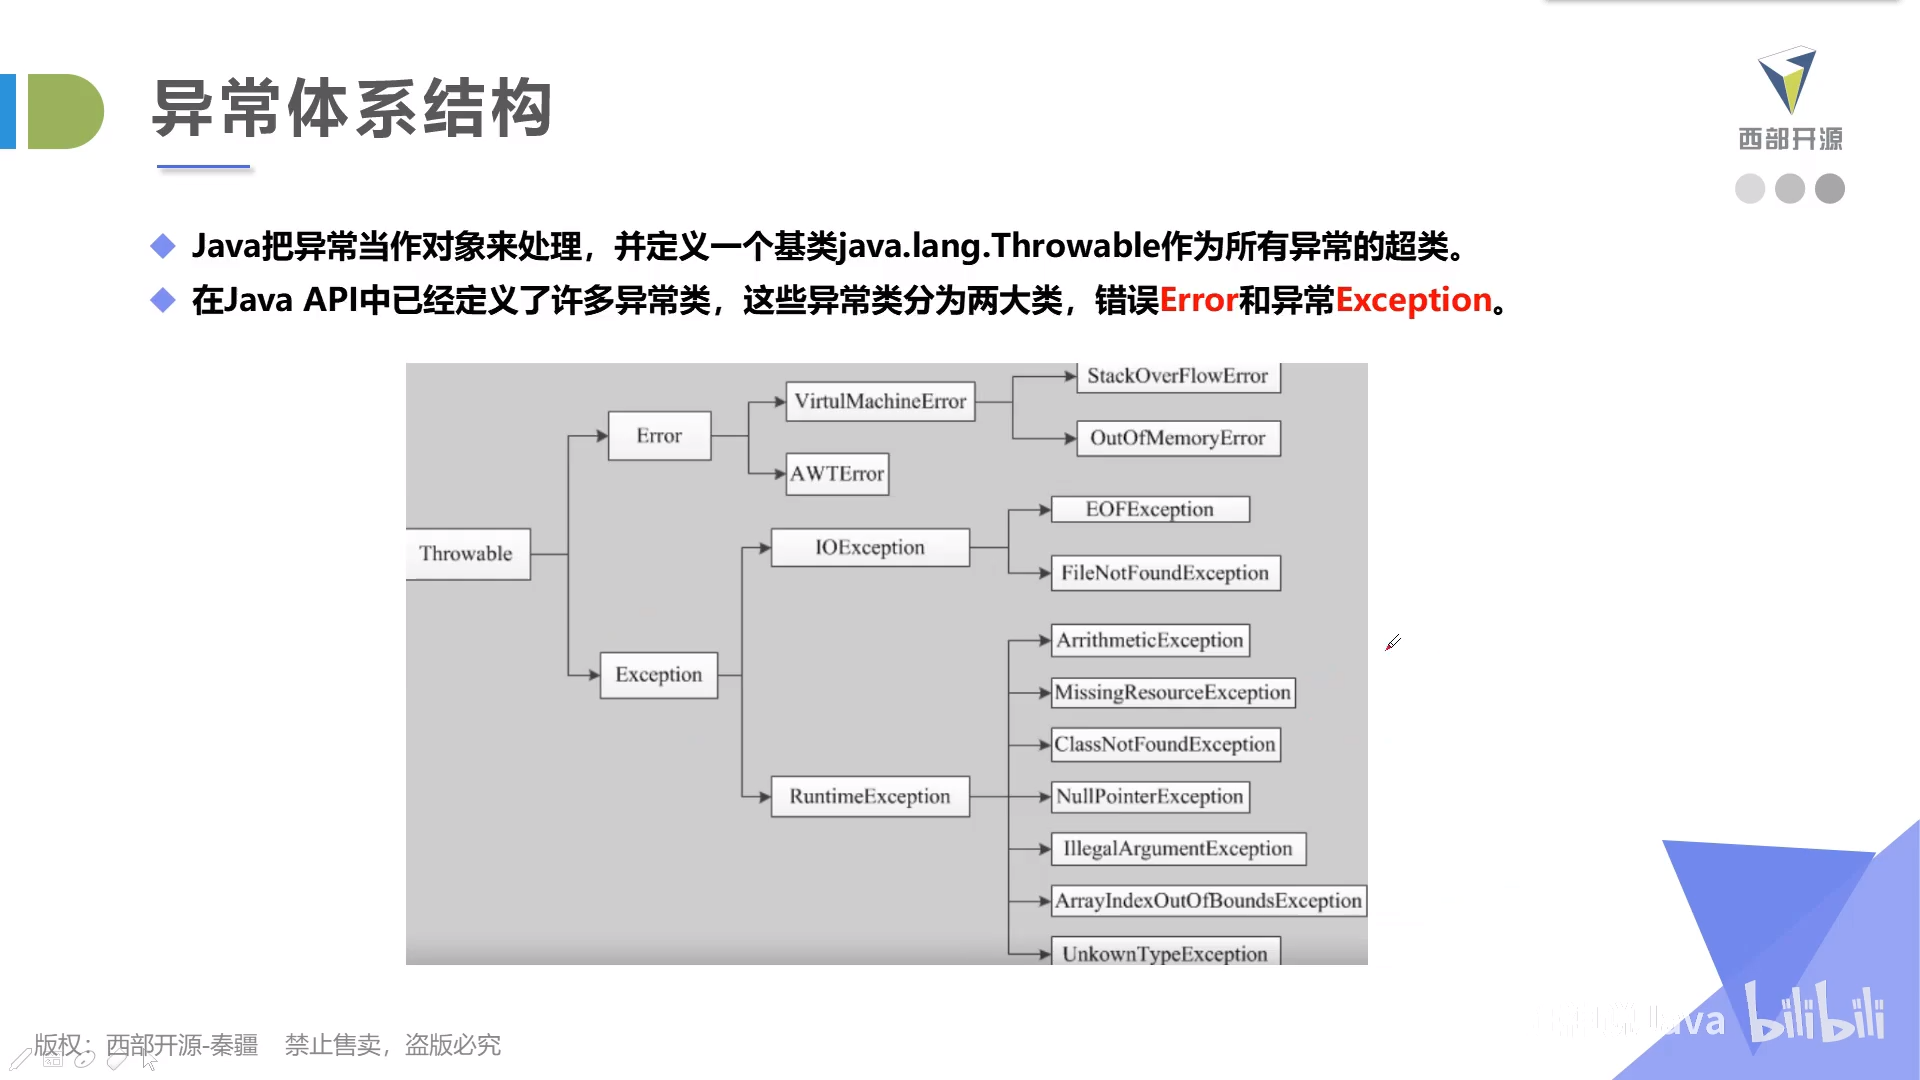 异常体系结构
西部开源
Java把异常当作对象来处理，并定义一个基类java.lang.Throwable作为所有异常的超类。
在Java API中已经定义了许多异常类，这些异常类分为两大类，错误Error和异常Exception。
StackOverFlowError
VirtulMachineError
Error
OutOfMemoryError
AWTError
EOFException
IOException
Throwable
FileNotFoundException
ArrithmeticException
Exception
MissingResourceException
ClassNotFoundException
RuntimeException
NullPointerException
IllegalArgumentException
ArrayIndexOutOfBoundsException
UnkownTypeException
Java bilibili
版权：西部开源-秦疆 禁止售卖，盗版必究